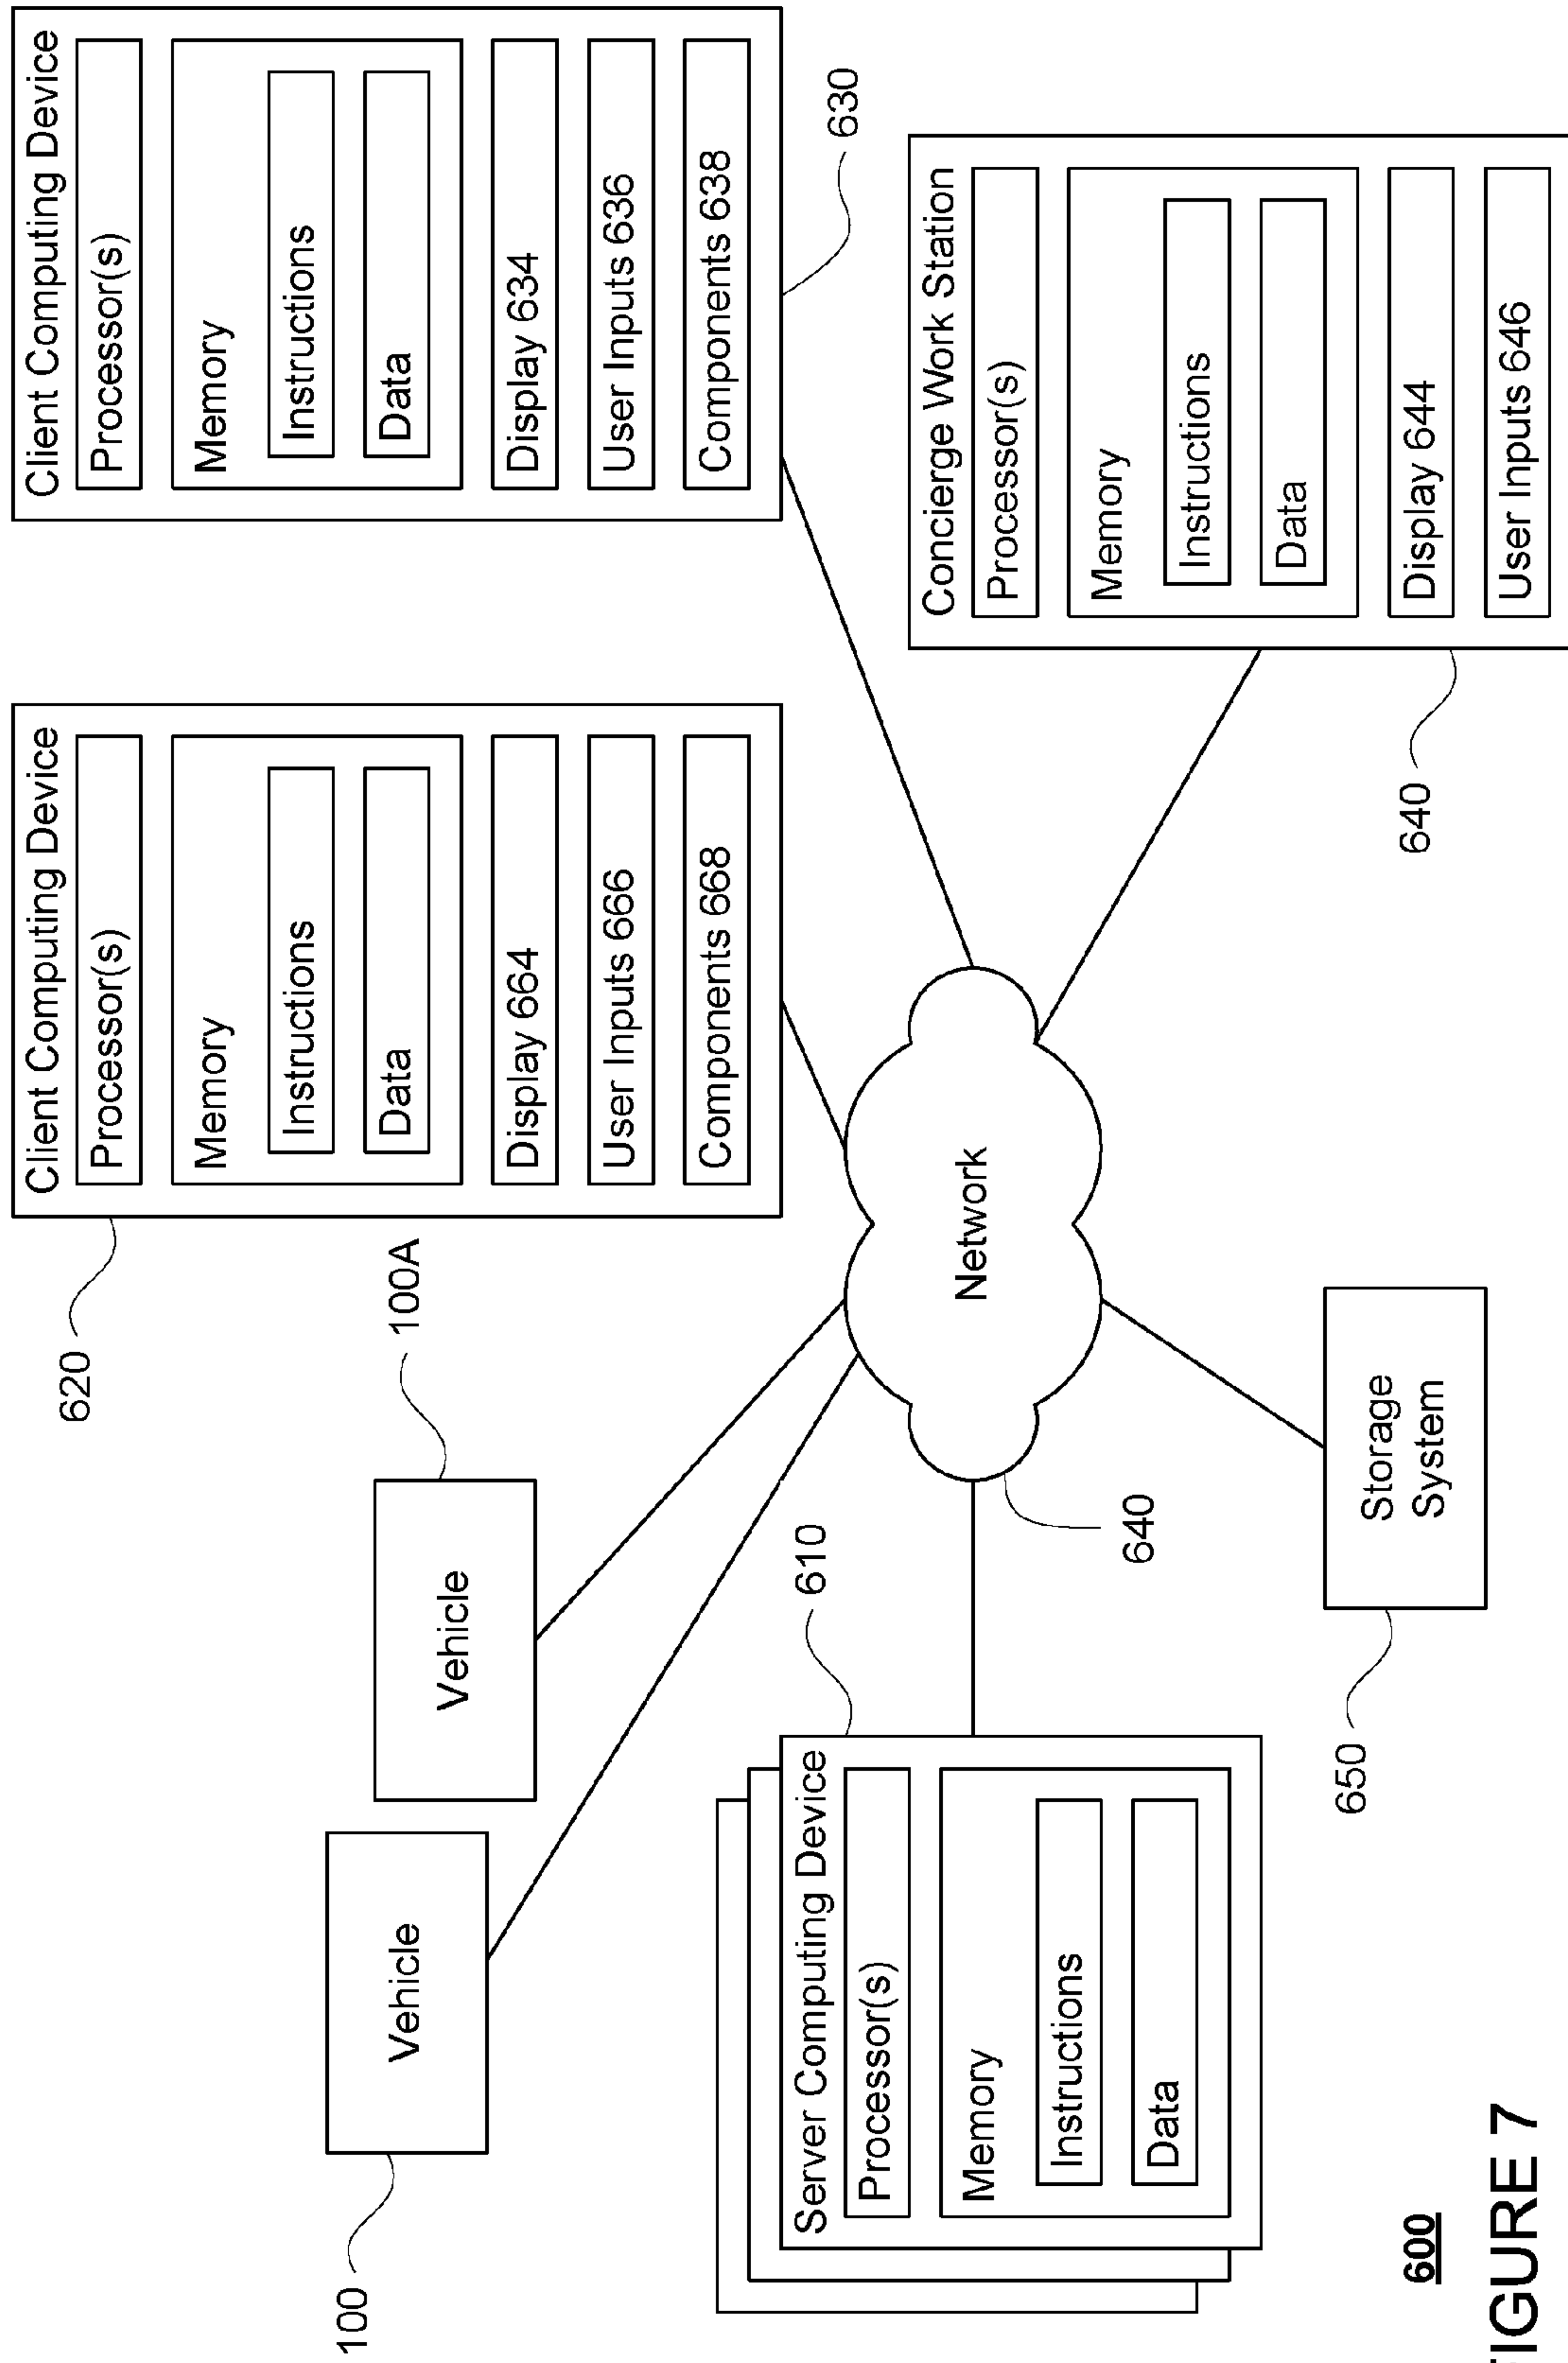 Client Computing Device
Processor(s)
Memory
Instructions
Data
Display 664
User Inputs 666
Components 668
620
Client Computing Device
Processor(s)
Memory
Instructions
Data
Display 634
User Inputs 636
Components 638
630
100
Vehicle
Vehicle
100A
Server Computing Device
Processor(s)
Memory
Instructions
Data
610
Network
640
Concierge Work Station
Processor(s)
Memory
Instructions
Data
Display 644
User Inputs 646
640
Storage
System
650
600
FIGURE 7